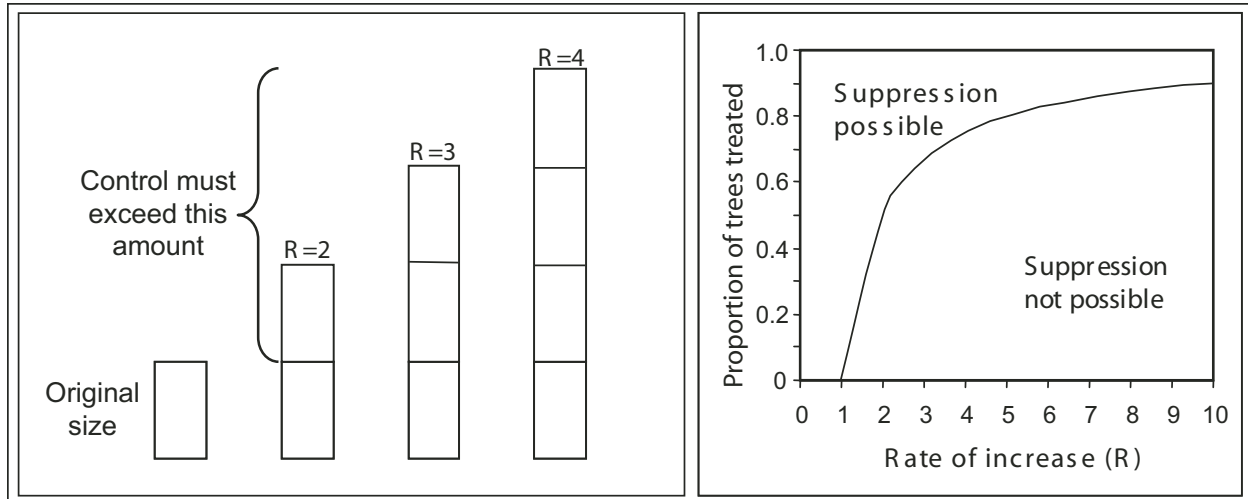 R=4
R=3
Control must
exceed this
amount
R=2
Original
size
Proportion of trees treated
1.0
0.8
0.6
0.4
0.2
0
Suppression
possible
Suppression
not possible
0 1 2 3 4 5 6 7 8 9 10
Rate of increase (R)